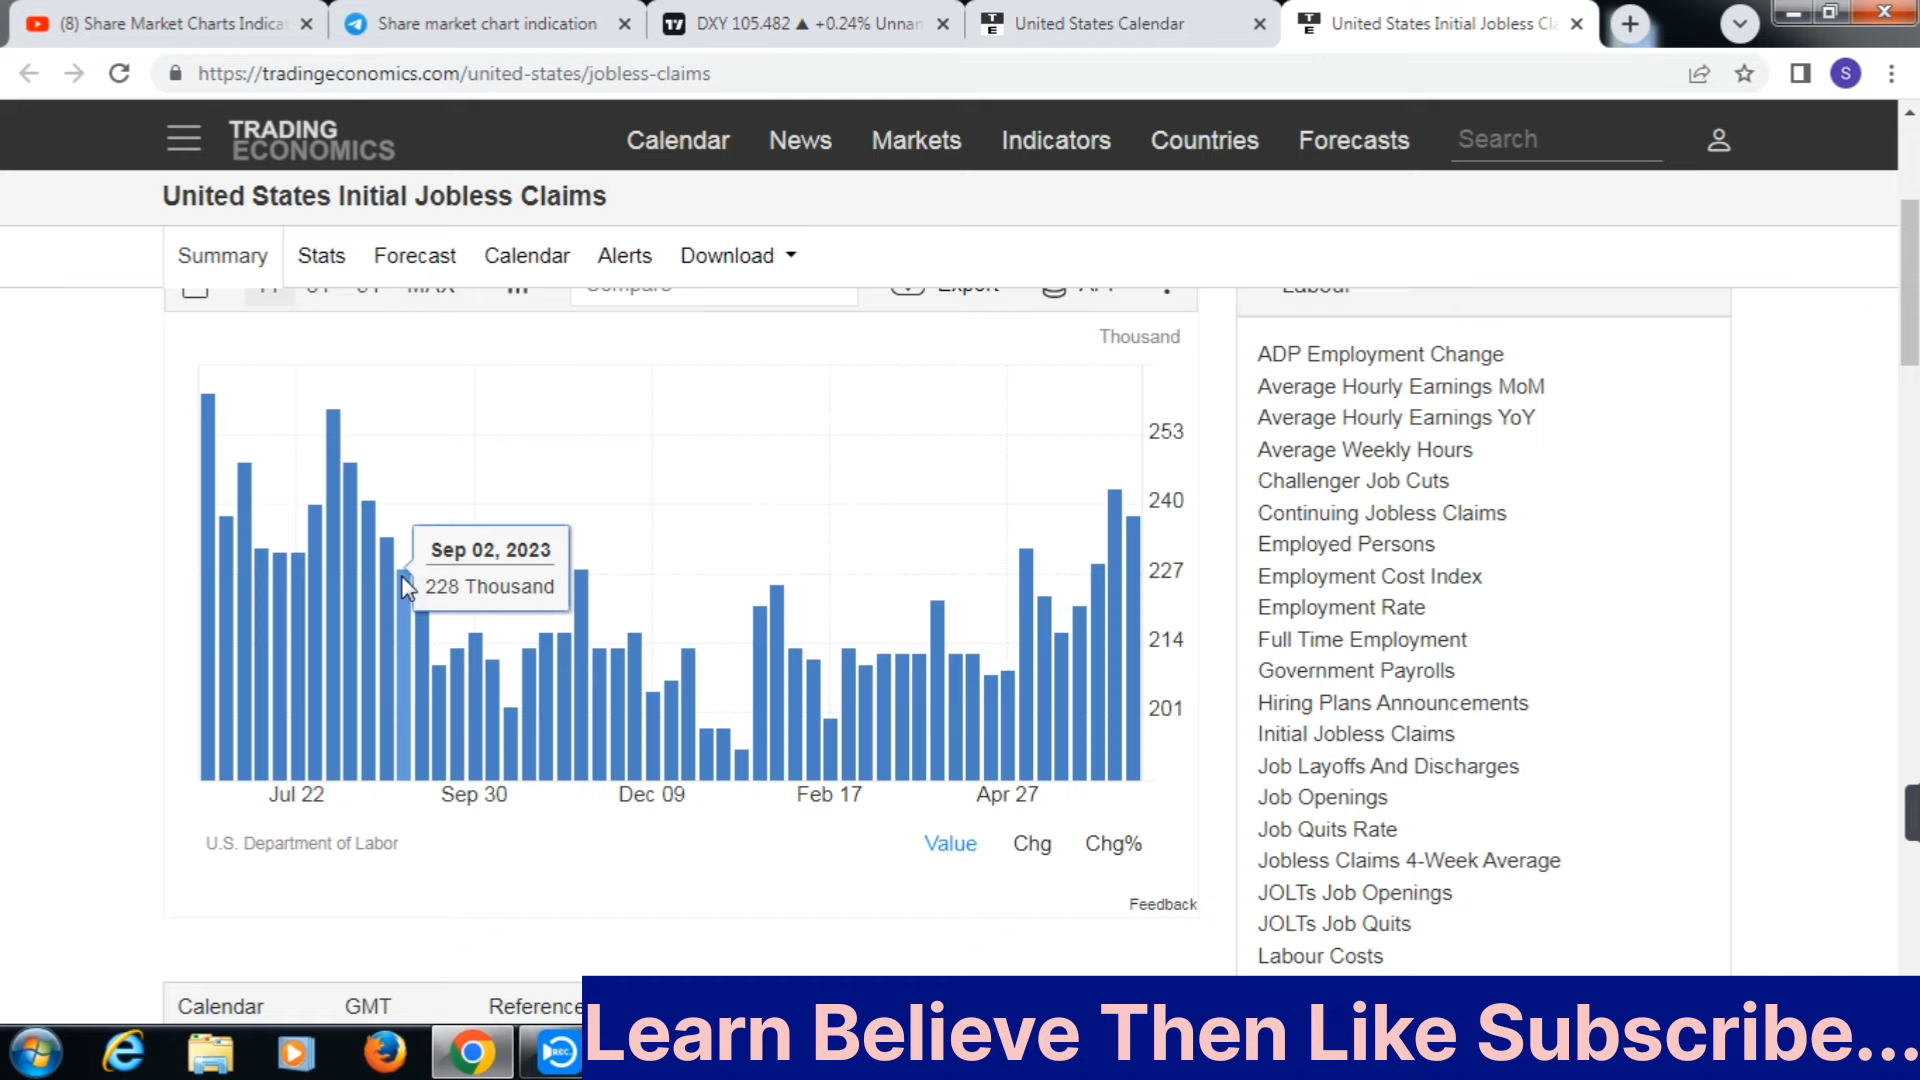 (8) Share Market Charts Indica
Share market chart indication
DXY 105.482 ▲ +0.24% Unnan
United States Calendar
United States Initial Jobless Cla
https://tradingeconomics.com/united-states/jobless-claims
S
TRADING
ECONOMICS
Calendar News Markets Indicators Countries Forecasts Search
United States Initial Jobless Claims
Summary Stats Forecast Calendar Alerts Download
MAX Compare Export API
Labour
Thousand
253
240
227
214
201
Sep 02, 2023
228 Thousand
Jul 22 Sep 30 Dec 09 Feb 17 Apr 27
U.S. Department of Labor
Value Chg Chg%
Feedback
ADP Employment Change
Average Hourly Earnings MoM
Average Hourly Earnings YoY
Average Weekly Hours
Challenger Job Cuts
Continuing Jobless Claims
Employed Persons
Employment Cost Index
Employment Rate
Full Time Employment
Government Payrolls
Hiring Plans Announcements
Initial Jobless Claims
Job Layoffs And Discharges
Job Openings
Job Quits Rate
Jobless Claims 4-Week Average
JOLTs Job Openings
JOLTs Job Quits
Labour Costs
Calendar GMT Reference
REC
Learn Believe Then Like Subscribe...